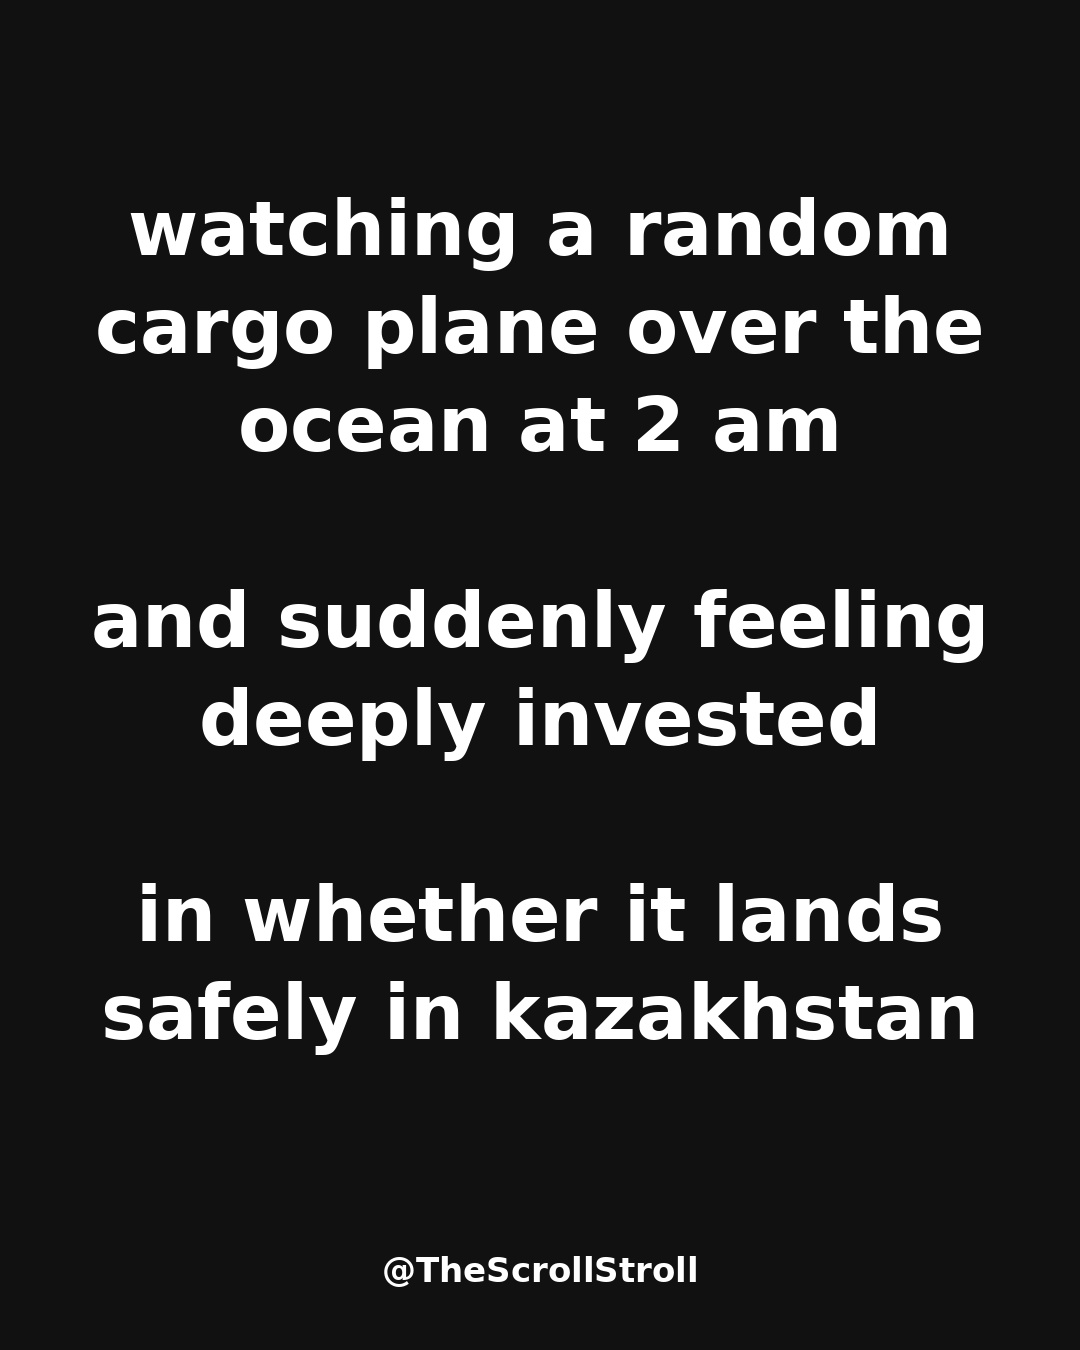 watching a random
cargo plane over the
ocean at 2 am
and suddenly feeling
deeply invested
in whether it lands
safely in kazakhstan
@TheScrollStroll